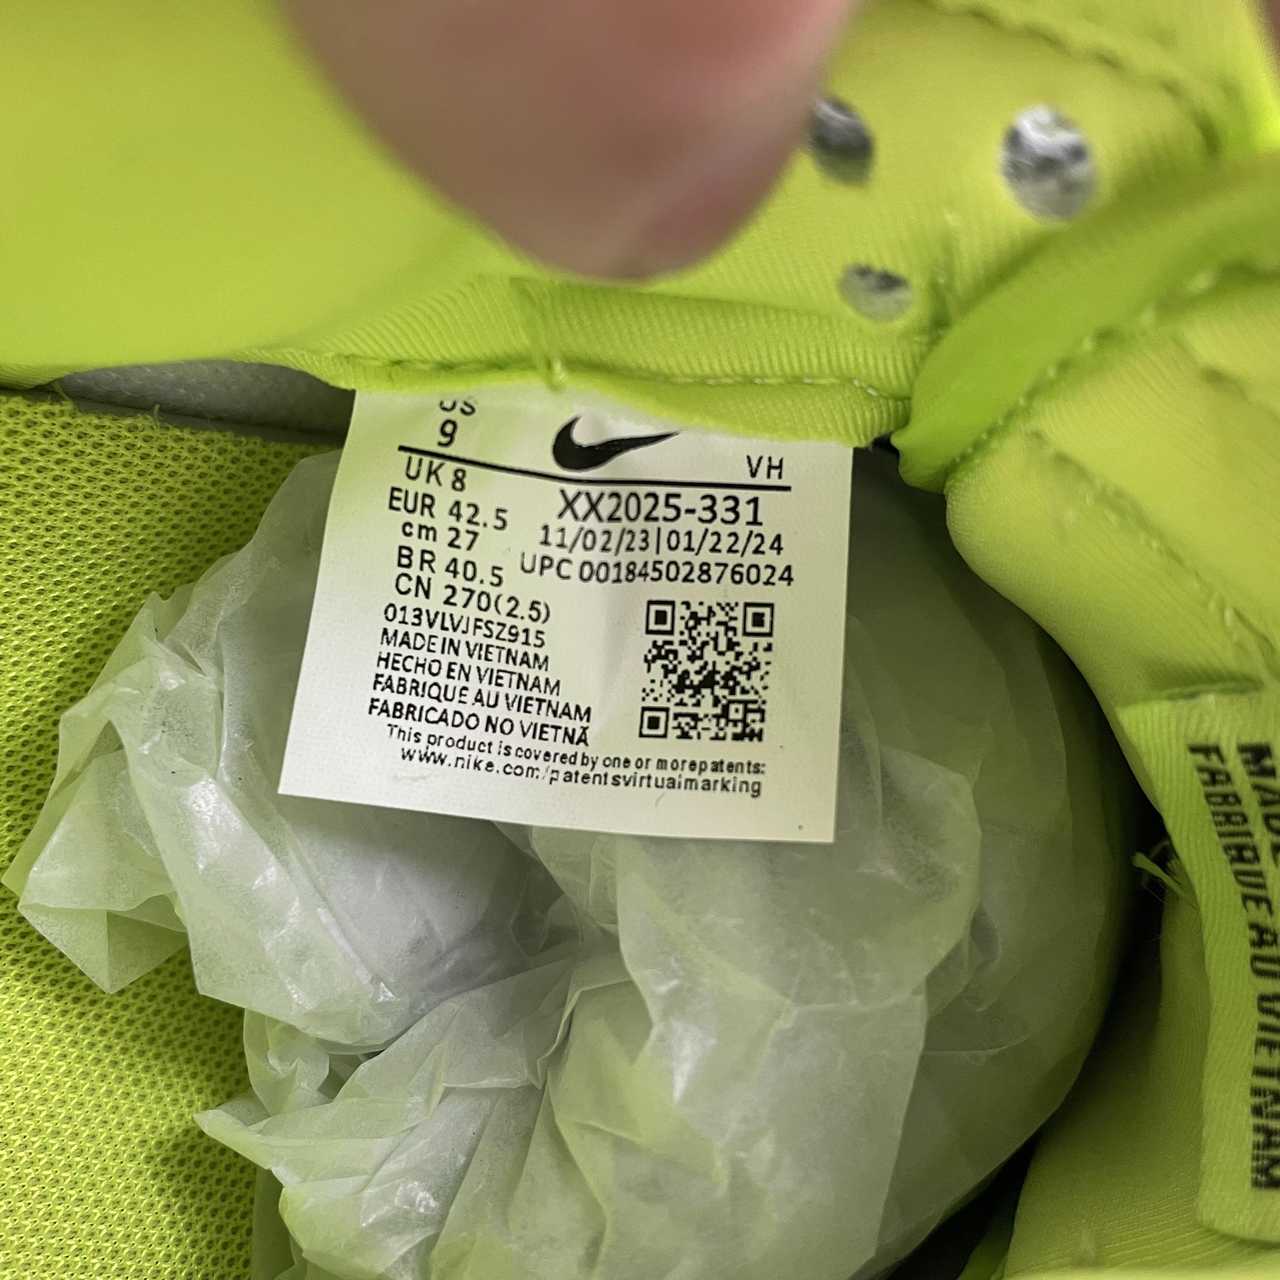 US
9
VH
UK 8
EUR 42.5
cm 27
BR 40.5
CN 270(2.5)
XX2025-331
11/02/23|01/22/24
UPC 00184502876024
013VLVJFSZ915
MADE IN VIETNAM
HECHO EN VIETNAM
FABRIQUE AU VIETNAM
FABRICADO NO VIETNÃ
This product is covered by one or more patents:
www.nike.com/patentsvirtualmarking
FABRIQUE AU VIETNAM